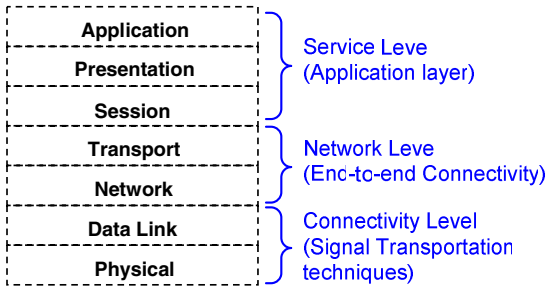 Application
Presentation
Session
Transport
Network
Data Link
Physical
Service Leve
(Application layer)
Network Leve
(End-to-end Connectivity)
Connectivity Level
(Signal Transportation
techniques)